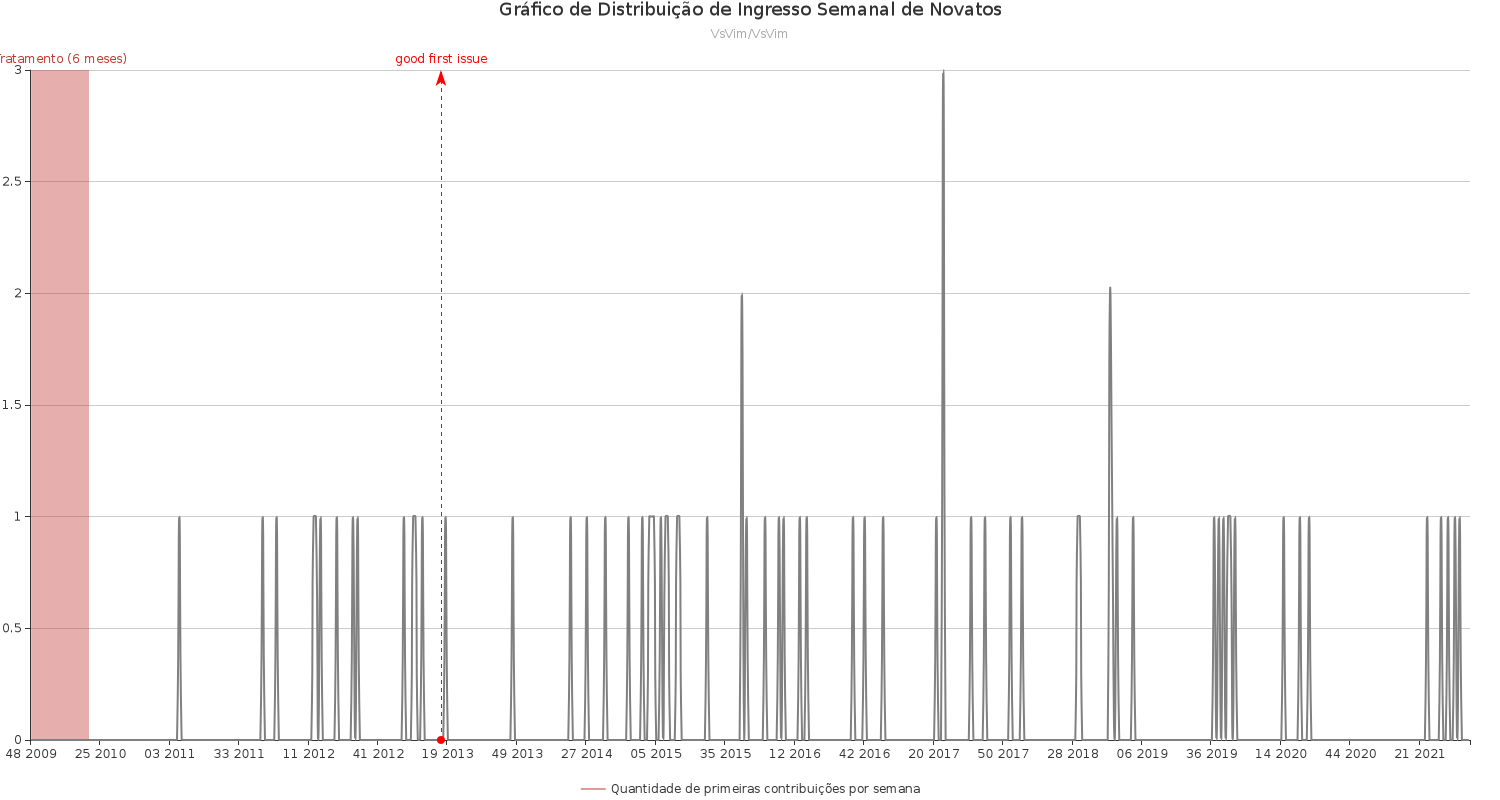 Gráfico de Distribuição de Ingresso Semanal de Novatos
VsVim/VsVim
ratamento (6 meses)
good first issue
3
2.5
2
1.5
1
0.5
0
48 2009 25 2010 03 2011 33 2011 11 2012 41 2012 19 2013 49 2013 27 2014 05 2015 35 2015 12 2016 42 2016 20 2017 50 2017 28 2018 06 2019 36 2019 14 2020 44 2020 21 2021
Quantidade de primeiras contribuições por semana